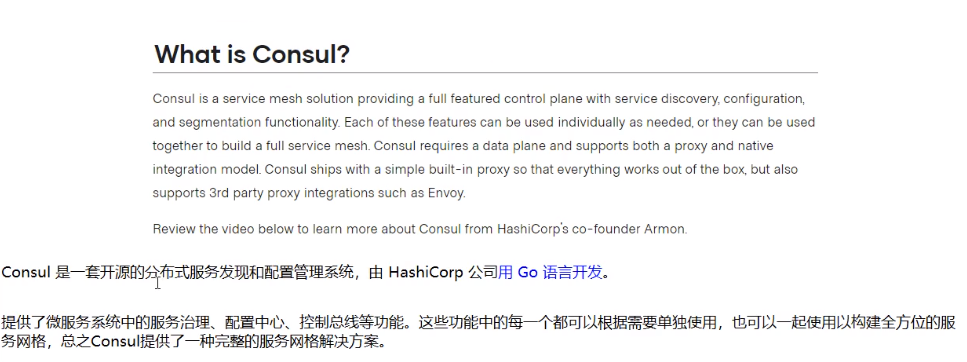 What is Consul?
Consul is a service mesh solution providing a full featured control plane with service discovery, configuration,
and segmentation functionality. Each of these features can be used individually as needed, or they can be used
together to build a full service mesh. Consul requires a data plane and supports both a proxy and native
integration model. Consul ships with a simple built-in proxy so that everything works out of the box, but also
supports 3rd party proxy integrations such as Envoy.
Review the video below to learn more about Consul from HashiCorp's co-founder Armon.
Consul 是一套开源的分布式服务发现和配置管理系统，由 HashiCorp 公司用 Go 语言开发。
提供了微服务系统中的服务治理、配置中心、控制总线等功能。这些功能中的每一个都可以根据需要单独使用，也可以一起使用以构建全方位的服
务网格，总之Consul提供了一种完整的服务网格解决方案。